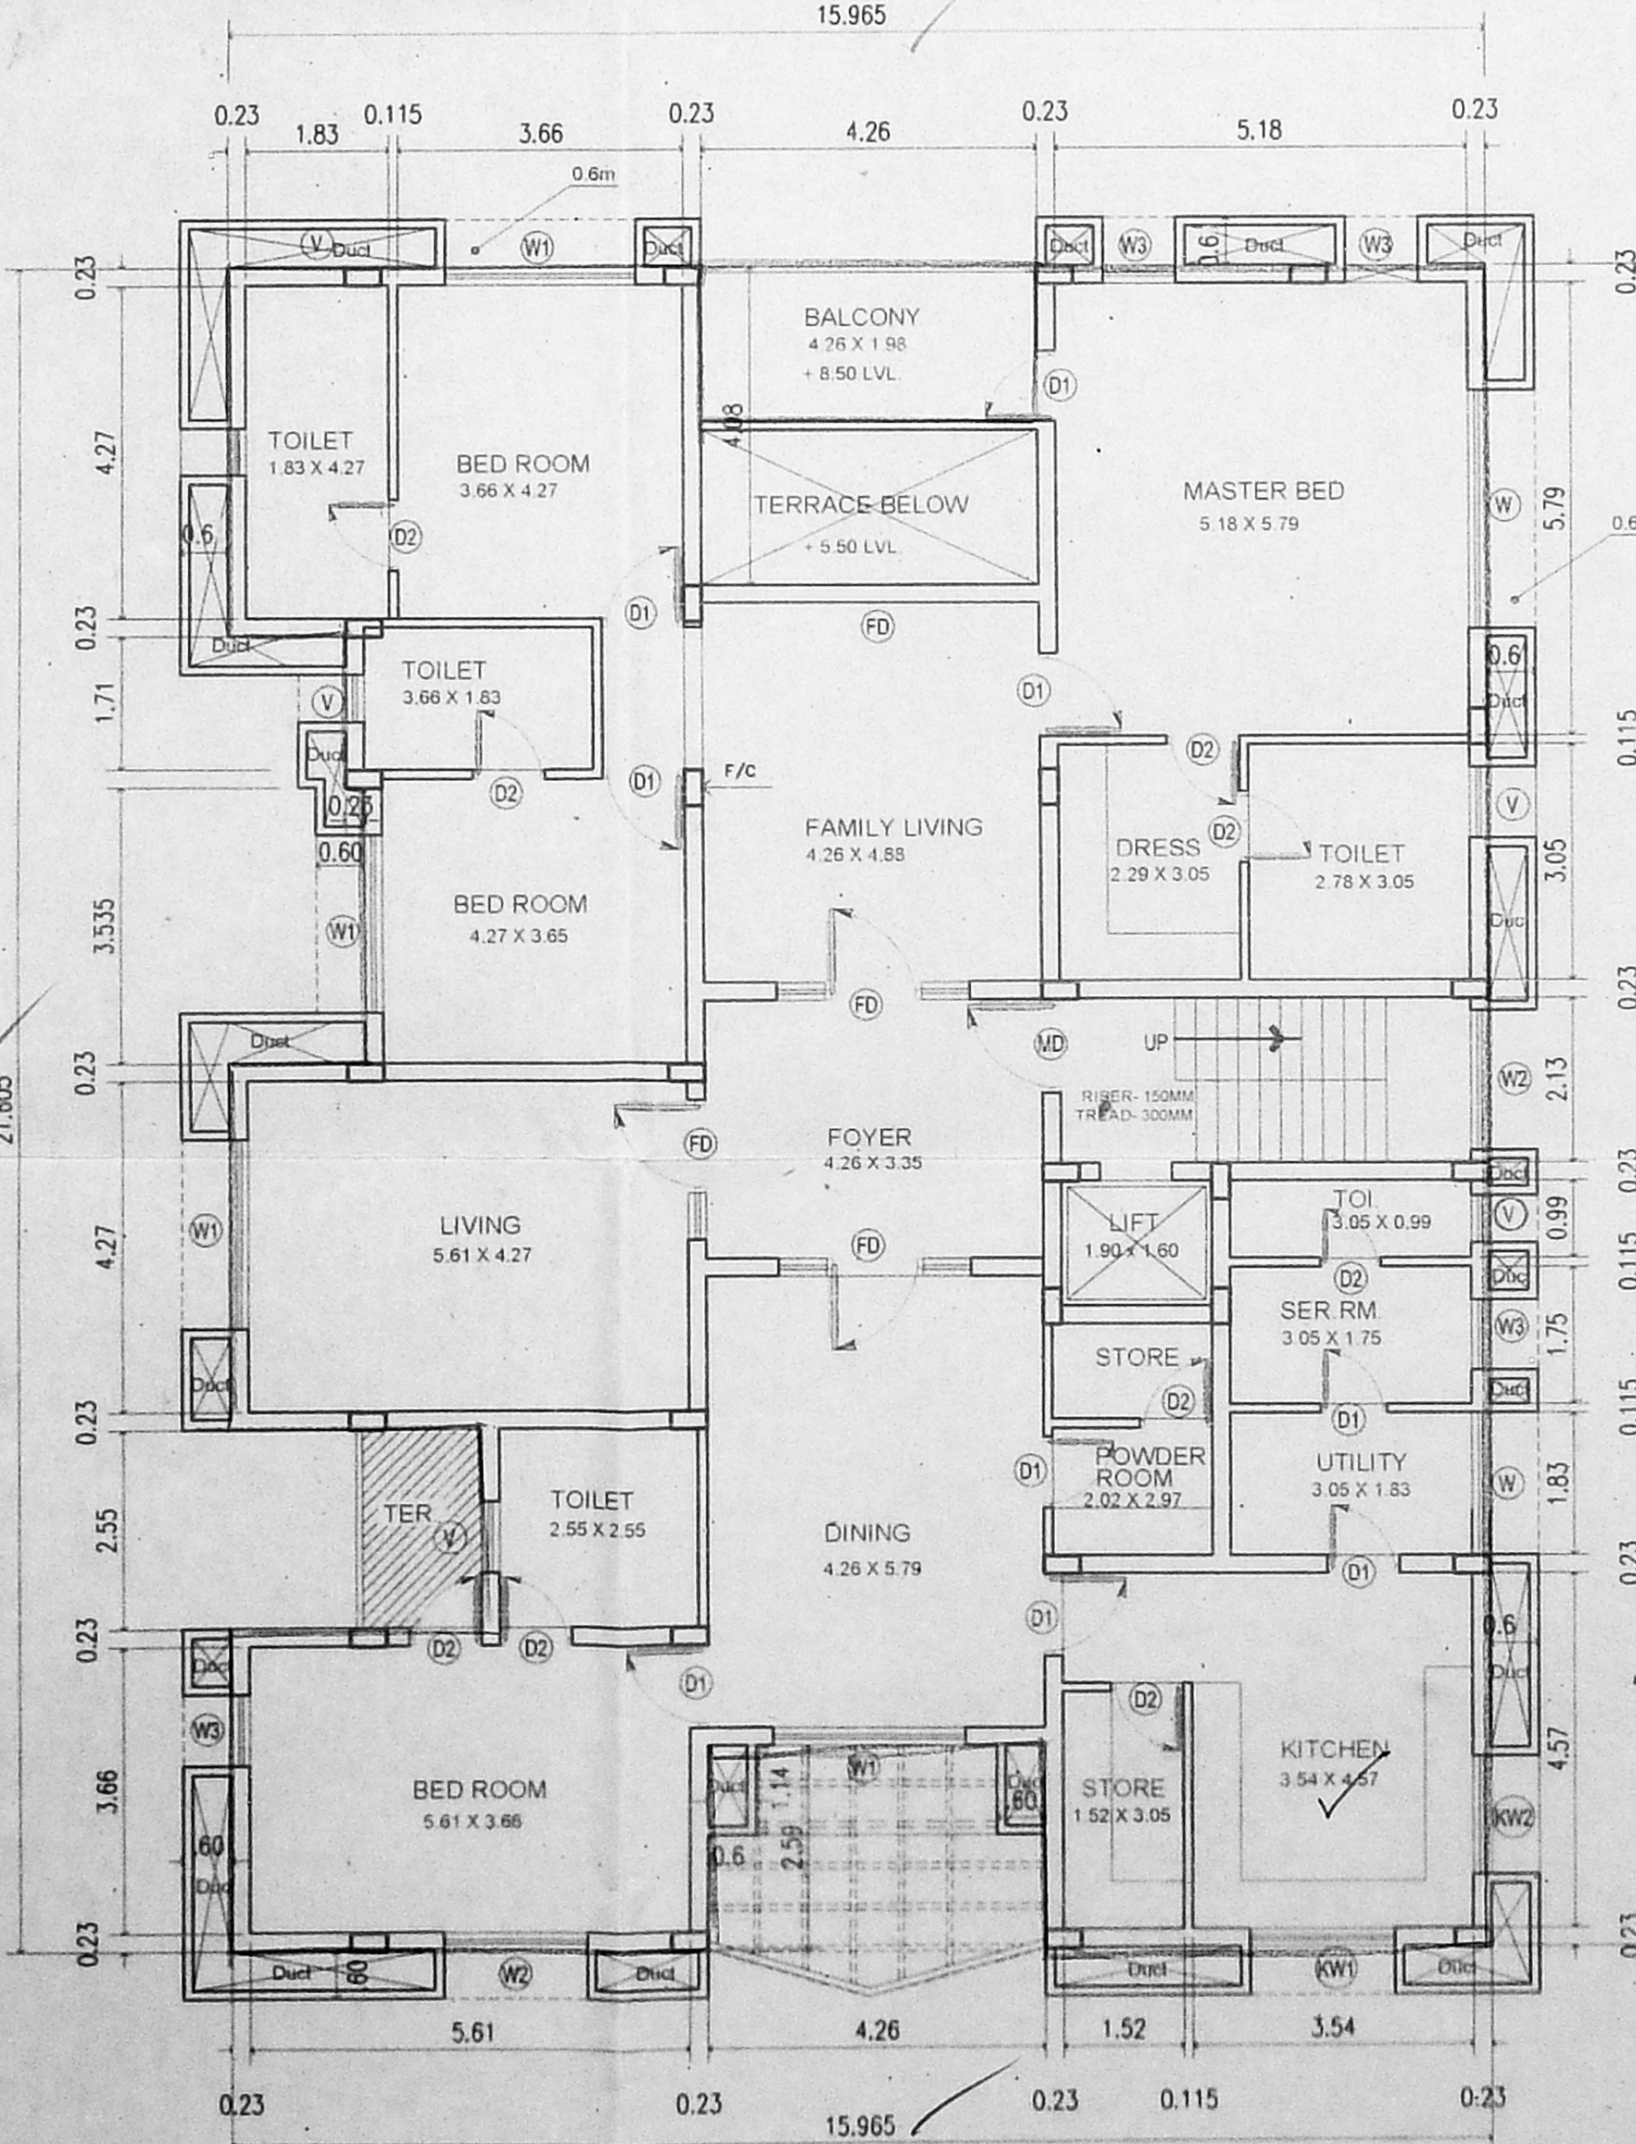 15.965
0.23
0.115
0.23
0.23
0.23
1.83
3.66
4.26
5.18
0.6m
V
Duct
W1
Duct
Duct
W3
0.6
Duct
W3
Duct
0.23
0.23
BALCONY
4.26 X 1.98
+ 8.50 LVL.
D1
4.08
TOILET
1.83 X 4.27
BED ROOM
3.66 X 4.27
4.27
TERRACE BELOW
+ 5.50 LVL.
MASTER BED
5.18 X 5.79
W
5.79
0.6
D2
D1
FD
0.23
Duct
TOILET
3.66 X 1.83
D1
0.6
Duct
V
1.71
D2
D1
F/C
D2
0.115
Duct
0.23
0.60
V
FAMILY LIVING
4.26 X 4.88
D2
DRESS
2.29 X 3.05
TOILET
2.78 X 3.05
3.05
BED ROOM
4.27 X 3.65
W1
3.535
Duct
FD
0.23
Duct
MD
UP
W2
2.13
0.23
RISER- 150MM
TREAD- 300MM
FOYER
4.26 X 3.35
FD
0.23
Duct
21.605
LIVING
5.61 X 4.27
W1
4.27
FD
LIFT
1.90 x 1.60
TOI.
3.05 X 0.99
V
0.99
D2
0.115
Duct
SER.RM.
3.05 X 1.75
W3
1.75
STORE
D2
Duct
Duct
0.115
0.23
D1
D1
POWDER
ROOM
2.02 X 2.97
UTILITY
3.05 X 1.83
W
1.83
TER
V
TOILET
2.55 X 2.55
2.55
DINING
4.26 X 5.79
D1
0.23
D1
0.6
Duct
0.23
D2
D2
D1
Duct
D2
W3
W1
KITCHEN
3.54 X 4.57
4.57
BED ROOM
5.61 X 3.66
3.66
Duct
1.14
Duct
.60
STORE
1.52 X 3.05
KW2
.60
Duct
0.6
2.59
0.23
0.23
Duct
.60
W2
Duct
Duct
KW1
Duct
5.61
4.26
1.52
3.54
0.23
0.23
0.23
0.115
0.23
15.965